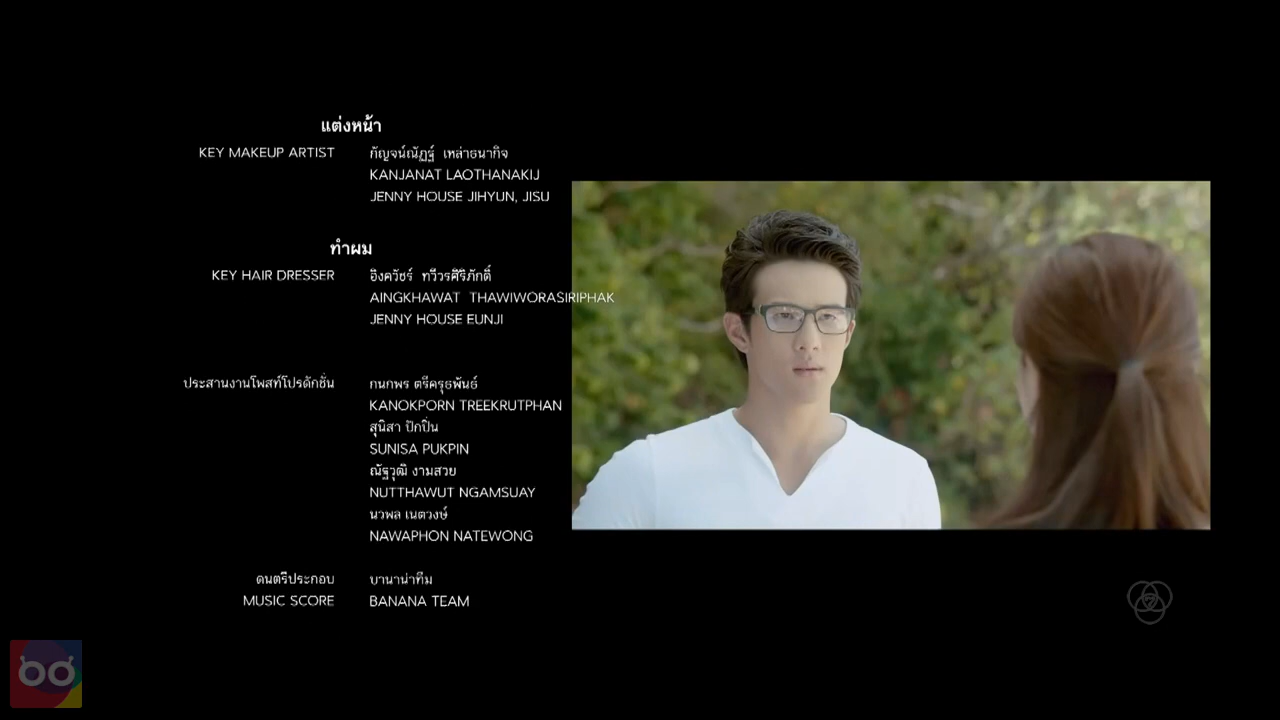 แต่งหน้า
KEY MAKEUP ARTIST กัญจน์ณัฏฐ์ เหล่าธนากิจ
KANJANAT LAOTHANAKIJ
JENNY HOUSE JIHYUN, JISU
ทำผม
KEY HAIR DRESSER อิงควัชร์ ทวีวรศิริภักดิ์
AINGKHAWAT THAWIWORASIRIPHAK
JENNY HOUSE EUNJI
ประสานงานโพสท์โปรดักชั่น กนกพร ตรีครุธพันธ์
KANOKPORN TREEKRUTPHAN
สุนิสา ปักปิ่น
SUNISA PUKPIN
ณัฐวุฒิ งามสวย
NUTTHAWUT NGAMSUAY
นวพล เนตวงษ์
NAWAPHON NATEWONG
ดนตรีประกอบ บานาน่าทีม
MUSIC SCORE BANANA TEAM